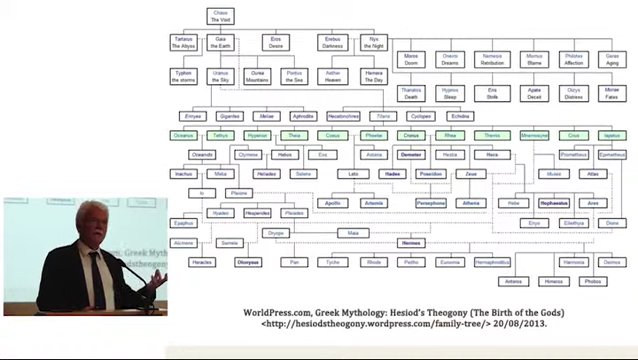 Chaos
The Void
Tartarus
The Abyss
Gaia
the Earth
Eros
Desire
Erebus
Darkness
Nyx
the Night
Moros
Doom
Oneiroi
Dreams
Nemesis
Retribution
Momus
Blame
Philotes
Affection
Geras
Aging
Typhon
the storms
Uranus
the Sky
Ourea
Mountains
Pontus
the Sea
Aether
Heaven
Hemera
The Day
Thanatos
Death
Hypnos
Sleep
Eris
Strife
Apate
Deceit
Oizys
Distress
Moirae
Fates
Erinyes
Gigantes
Meliae
Aphrodite
Hecatonchires
Titans
Cyclopes
Echidna
Oceanus
Tethys
Hyperion
Theia
Coeus
Phoebe
Cronus
Rhea
Themis
Mnemosyne
Crius
Iapetus
Oceanids
Clymene
Helios
Eos
Asteria
Demeter
Hestia
Hera
Prometheus
Epimetheus
Inachus
Metis
Heliades
Selene
Leto
Hades
Poseidon
Zeus
Muses
Atlas
Io
Pleione
Apollo
Artemis
Persephone
Athena
Hebe
Hephaestus
Ares
Hyades
Hesperides
Pleiades
Epaphus
Enyo
Eileithyia
Dryope
Maia
Alcmene
Semele
Hermes
Heracles
Dionysus
Pan
Tyche
Rhode
Peitho
Eunomia
Hermaphroditus
Harmonia
Deimos
Anteros
Himeros
Phobos
WorldPress.com, Greek Mythology: Hesiod's Theogony (The Birth of the Gods)
<http://hesiodstheogony.wordpress.com/family-tree/> 20/08/2013.